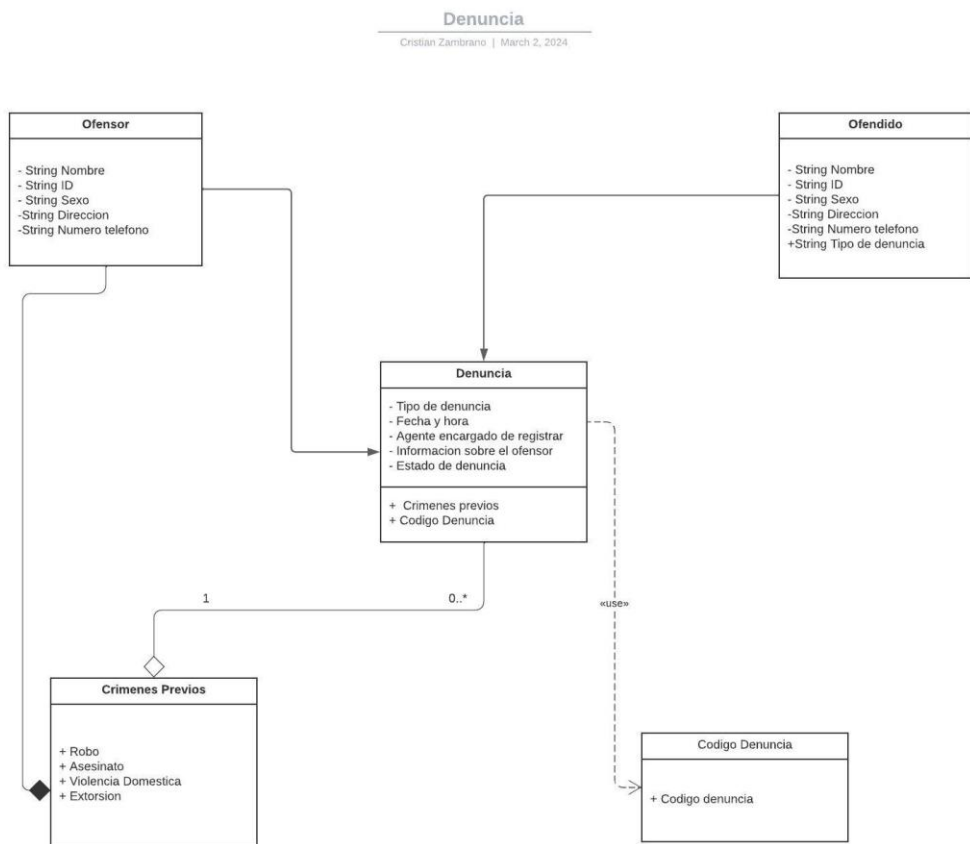 Denuncia
Cristian Zambrano | March 2, 2024
Ofensor
- String Nombre
- String ID
- String Sexo
-String Direccion
-String Numero telefono
Ofendido
- String Nombre
- String ID
- String Sexo
-String Direccion
-String Numero telefono
+String Tipo de denuncia
Denuncia
- Tipo de denuncia
- Fecha y hora
- Agente encargado de registrar
- Informacion sobre el ofensor
- Estado de denuncia
+ Crimenes previos
+ Codigo Denuncia
1
0..*
«use»
Crimenes Previos
+ Robo
+ Asesinato
+ Violencia Domestica
+ Extorsion
Codigo Denuncia
+ Codigo denuncia